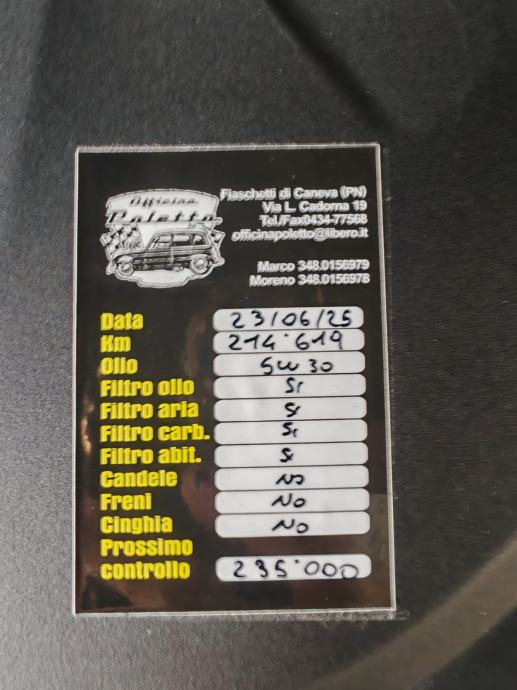 Officina
Poletto
Fiaschetti di Caneva (PN)
Via L. Cadorna 19
Tel./Fax0434-77568
officinapoletto@libero.it
Marco 348.0156979
Moreno 348.0156978
Data 23/06/25
Km 214'619
Olio 5W30
Filtro olio Si
Filtro aria Si
Filtro carb. Si
Filtro abit. Si
Candele NO
Freni NO
Cinghia NO
Prossimo
controllo 235'000